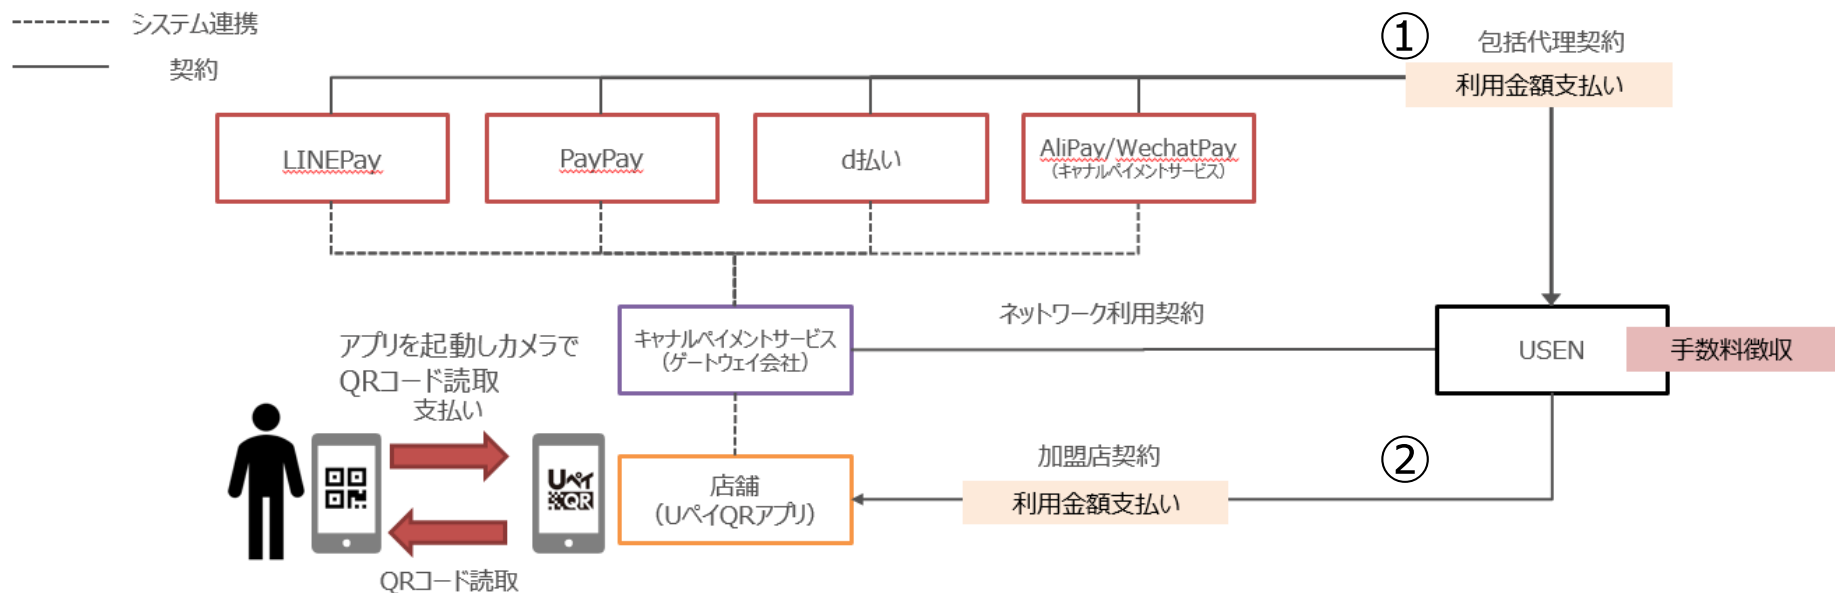 システム連携
契約
①
包括代理契約
利用金額支払い
LINEPay
PayPay
d払い
AliPay/WechatPay
（キャナルペイメントサービス）
ネットワーク利用契約
キャナルペイメントサービス
（ゲートウェイ会社）
USEN
手数料徴収
アプリを起動しカメラで
QRコード読取
支払い
Uペイ
QR
QRコード読取
店舗
（UペイQRアプリ）
加盟店契約
利用金額支払い
②